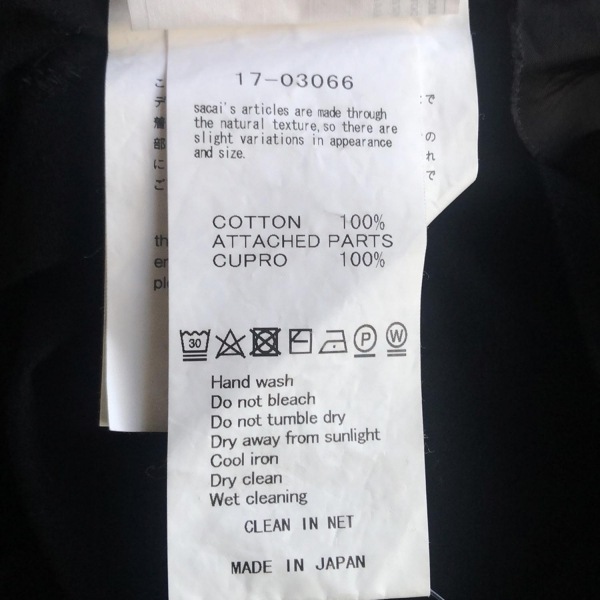 17-03066
sacai's articles are made through
the natural texture, so there are
slight variations in appearance
and size.
COTTON 100%
ATTACHED PARTS
CUPRO 100%
30
P
W
Hand wash
Do not bleach
Do not tumble dry
Dry away from sunlight
Cool iron
Dry clean
Wet cleaning
CLEAN IN NET
MADE IN JAPAN